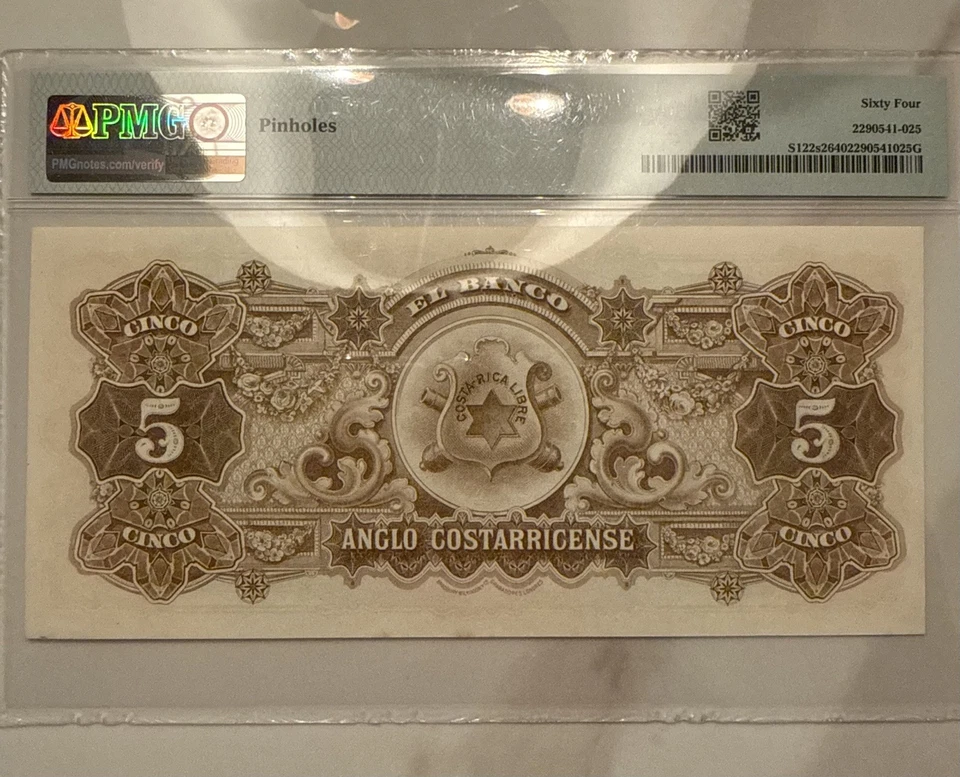 PMG
PMGnotes.com/verify
Pinholes
Sixty Four
2290541-025
S122s26402290541025G
EL BANCO
CINCO
CINCO
COSTA-RICA LIBRE
5
5
ANGLO COSTARRICENSE
CINCO
CINCO